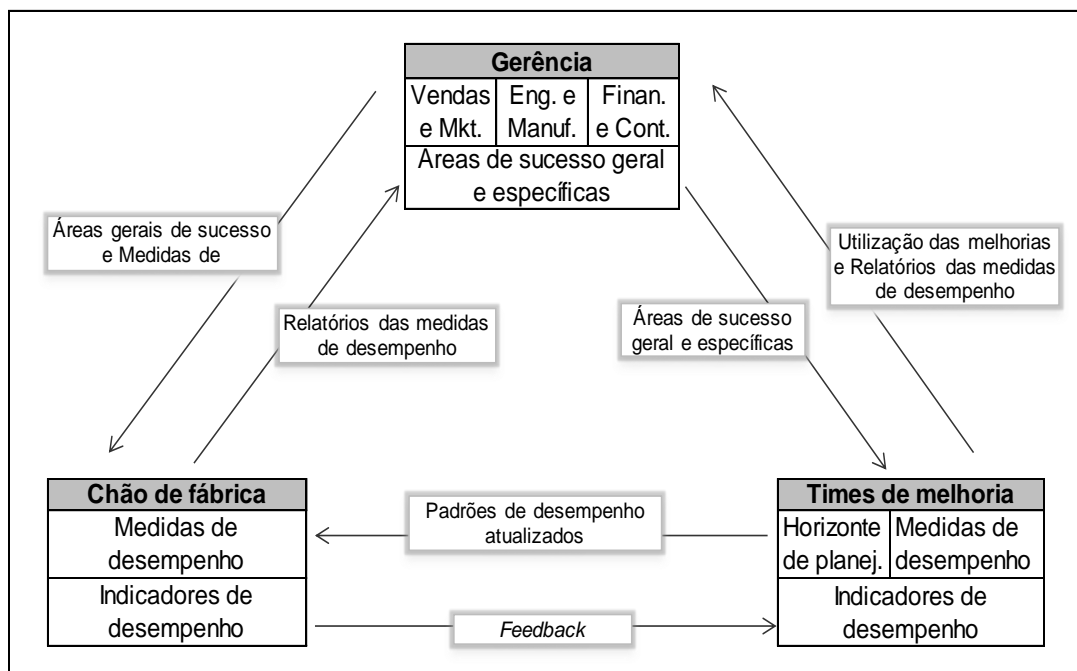 Gerência
Vendas
e Mkt.
Eng. e
Manuf.
Finan.
e Cont.
Áreas de sucesso geral
e específicas
Áreas gerais de sucesso
e Medidas de
Relatórios das medidas
de desempenho
Áreas de sucesso
geral e específicas
Utilização das melhorias
e Relatórios das medidas
de desempenho
Chão de fábrica
Medidas de
desempenho
Indicadores de
desempenho
Padrões de desempenho
atualizados
Feedback
Times de melhoria
Horizonte
de planej.
Medidas de
desempenho
Indicadores de
desempenho